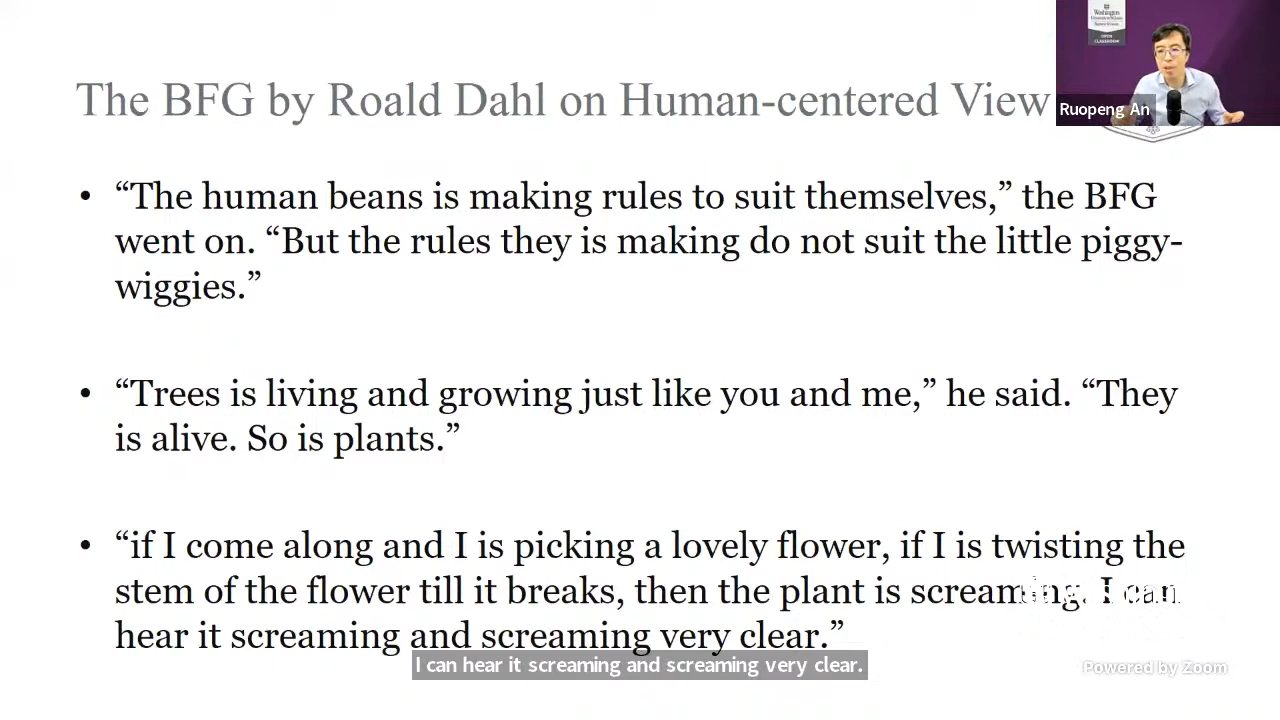 The BFG by Roald Dahl on Human-centered View
Ruopeng An
• “The human beans is making rules to suit themselves,” the BFG
went on. “But the rules they is making do not suit the little piggy-
wiggies.”
• “Trees is living and growing just like you and me,” he said. “They
is alive. So is plants.”
• “if I come along and I is picking a lovely flower, if I is twisting the
stem of the flower till it breaks, then the plant is screaming. I can
hear it screaming and screaming very clear.”
I can hear it screaming and screaming very clear.
Powered by Zoom